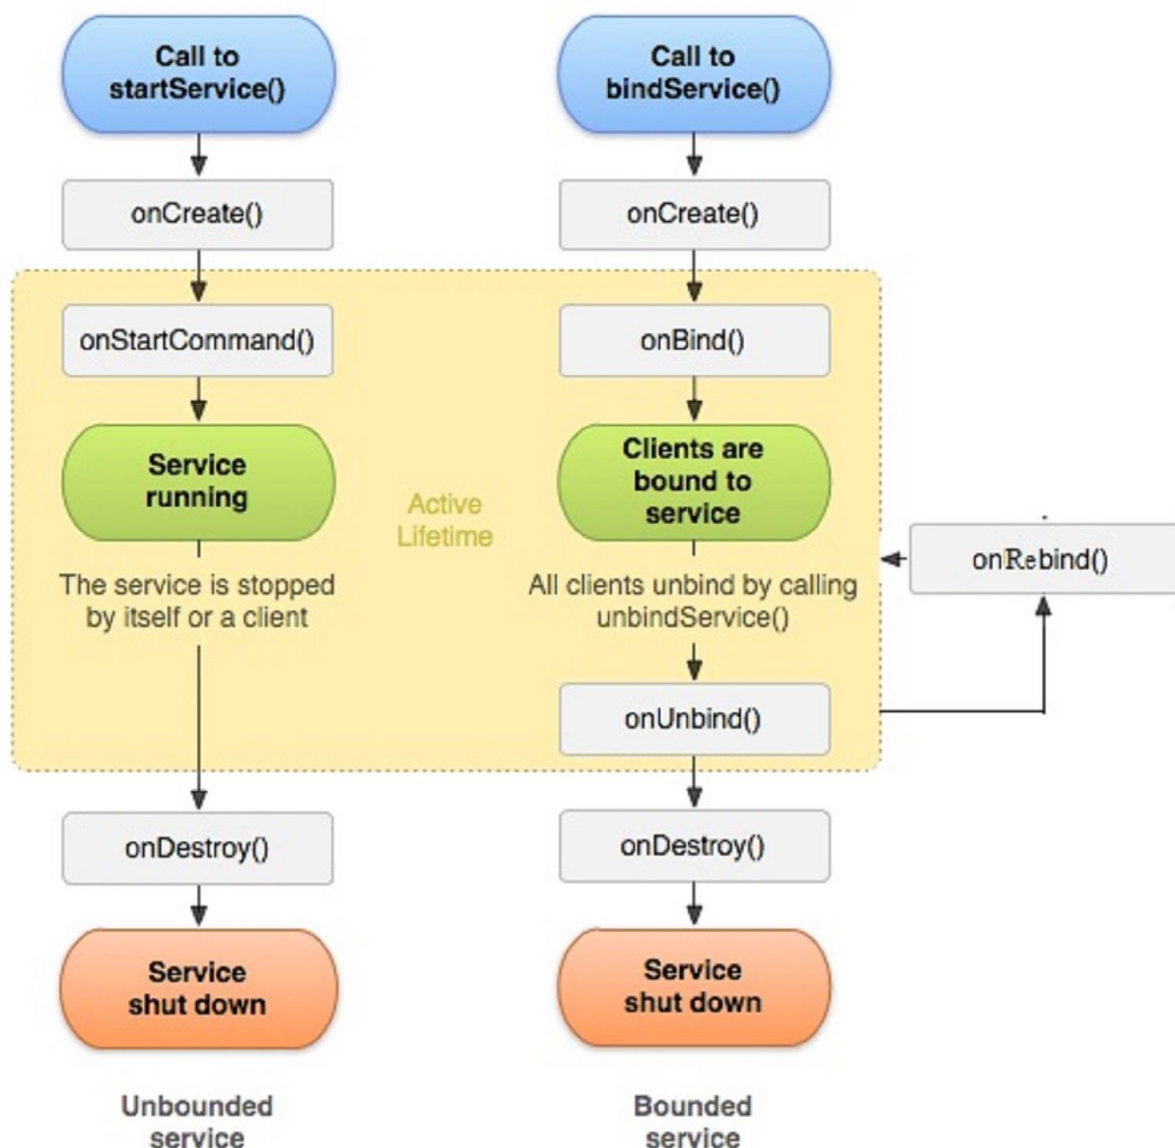 Call to
startService()
onCreate()
onStartCommand()
Service
running
The service is stopped
by itself or a client
onDestroy()
Service
shut down
Unbounded
service
Active
Lifetime
Call to
bindService()
onCreate()
onBind()
Clients are
bound to
service
All clients unbind by calling
unbindService()
onUnbind()
onDestroy()
Service
shut down
Bounded
service
onRebind()